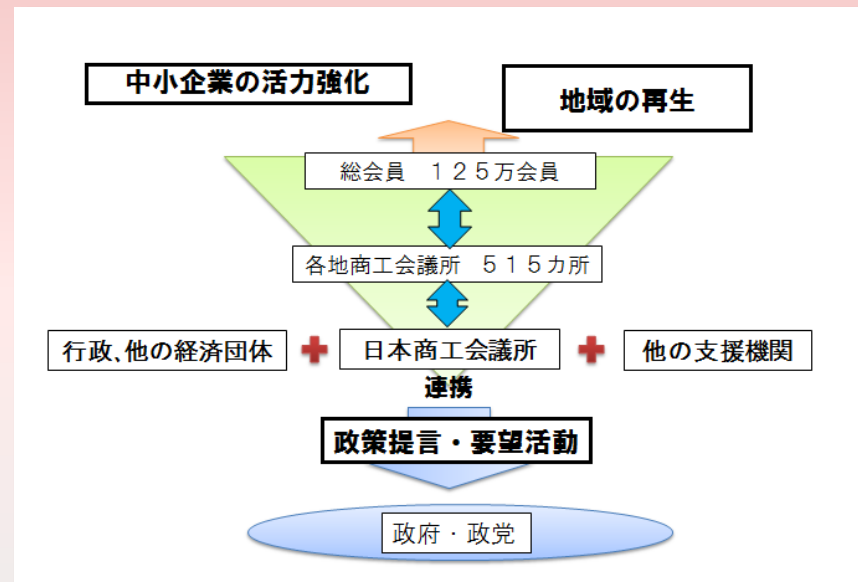 中小企業の活力強化
地域の再生
総会員　１２５万会員
各地商工会議所　５１５カ所
行政、他の経済団体
日本商工会議所
他の支援機関
連携
政策提言・要望活動
政府・政党